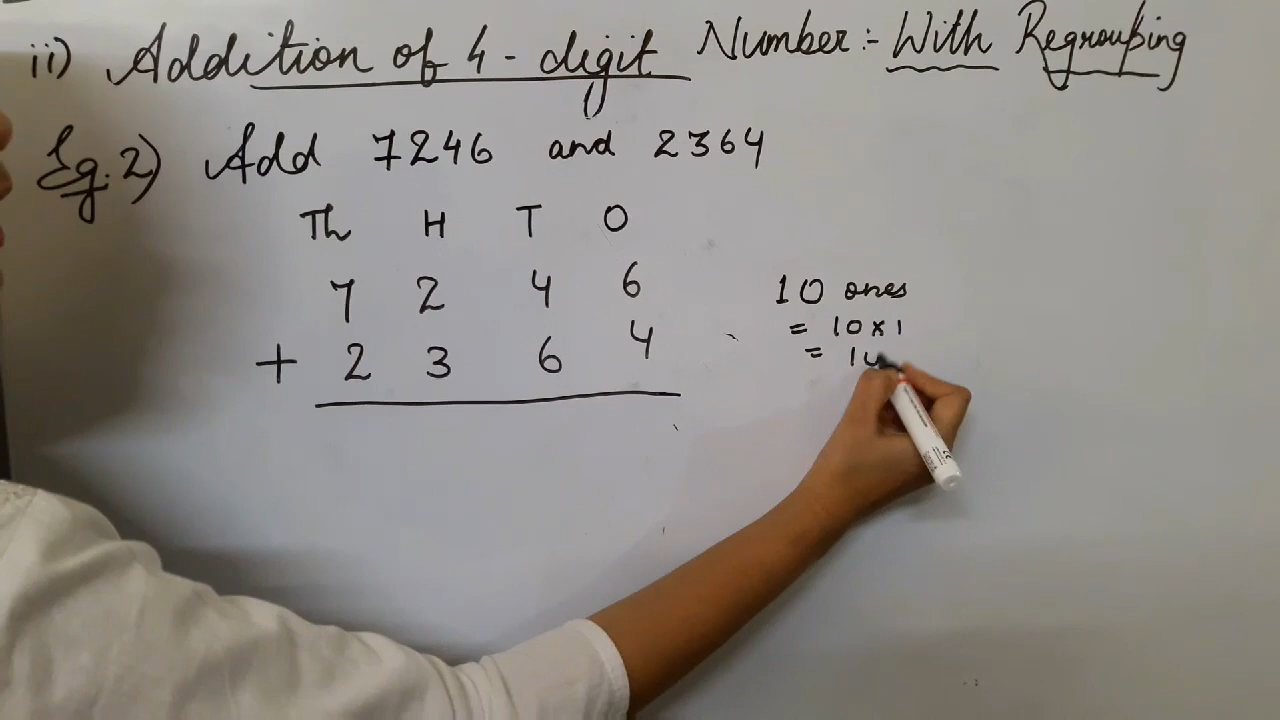 ii) Addition of 4-digit Number:- With Regrouping
Eg.2) Add 7246 and 2364
Th H T O
7 2 4 6
+ 2 3 6 4
10 ones
= 10×1
= 10